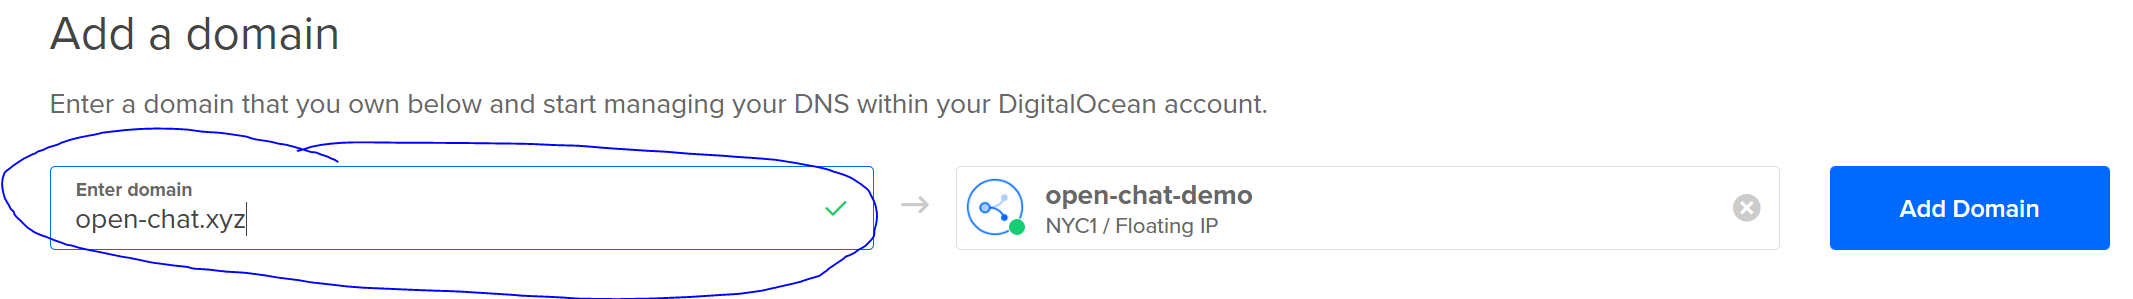 Add a domain
Enter a domain that you own below and start managing your DNS within your DigitalOcean account.
Enter domain
open-chat.xyz
open-chat-demo
NYC1 / Floating IP
Add Domain